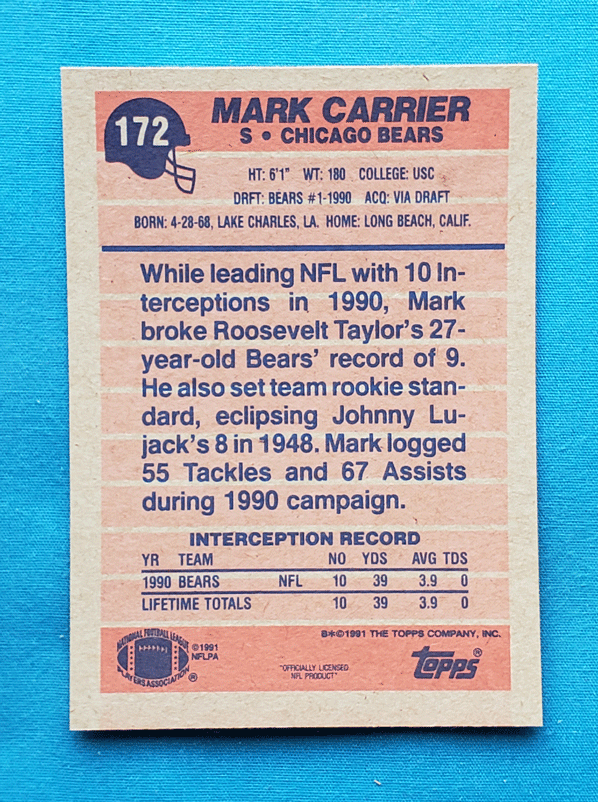 172
MARK CARRIER
S • CHICAGO BEARS
HT: 6'1" WT: 180 COLLEGE: USC
DRFT: BEARS #1-1990 ACQ: VIA DRAFT
BORN: 4-28-68, LAKE CHARLES, LA. HOME: LONG BEACH, CALIF.
While leading NFL with 10 In-
terceptions in 1990, Mark
broke Roosevelt Taylor's 27-
year-old Bears' record of 9.
He also set team rookie stan-
dard, eclipsing Johnny Lu-
jack's 8 in 1948. Mark logged
55 Tackles and 67 Assists
during 1990 campaign.
INTERCEPTION RECORD
YR TEAM NO YDS AVG TDS
1990 BEARS NFL 10 39 3.9 0
LIFETIME TOTALS 10 39 3.9 0
B*©1991 THE TOPPS COMPANY, INC.
NATIONAL FOOTBALL LEAGUE
PLAYERS ASSOCIATION ®
©1991
NFLPA
"OFFICIALLY LICENSED
NFL PRODUCT"
topps ®